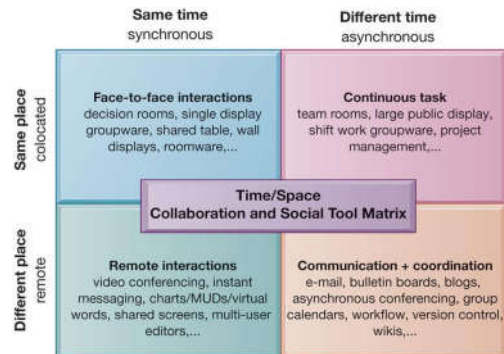 Same time
synchronous
Different time
asynchronous
Same place
colocated
Face-to-face interactions
decision rooms, single display
groupware, shared table, wall
displays, roomware,...
Continuous task
team rooms, large public display,
shift work groupware, project
management,...
Time/Space
Collaboration and Social Tool Matrix
Different place
remote
Remote interactions
video conferencing, instant
messaging, charts/MUDs/virtual
words, shared screens, multi-user
editors,...
Communication + coordination
e-mail, bulletin boards, blogs,
asynchronous conferencing, group
calendars, workflow, version control,
wikis,...